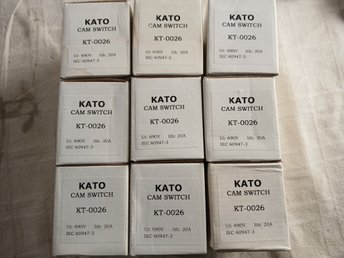 KATO
CAM SWITCH
KT-0026
Ui: 690V Ith: 20A
IEC 60947-3
KATO
CAM SWITCH
KT-0026
Ui: 690V Ith: 20A
IEC 60947-3
KATO
CAM SWITCH
KT-0026
Ui: 690V Ith: 20A
IEC 60947-3
KATO
CAM SWITCH
KT-0026
Ui: 690V Ith: 20A
IEC 60947-3
KATO
CAM SWITCH
KT-0026
Ui: 690V Ith: 20A
IEC 60947-3
KATO
CAM SWITCH
KT-0026
Ui: 690V Ith: 20A
IEC 60947-3
KATO
CAM SWITCH
KT-0026
Ui: 690V Ith: 20A
IEC 60947-3
KATO
CAM SWITCH
KT-0026
Ui: 690V Ith: 20A
IEC 60947-3
KATO
CAM SWITCH
KT-0026
Ui: 690V Ith: 20A
IEC 60947-3